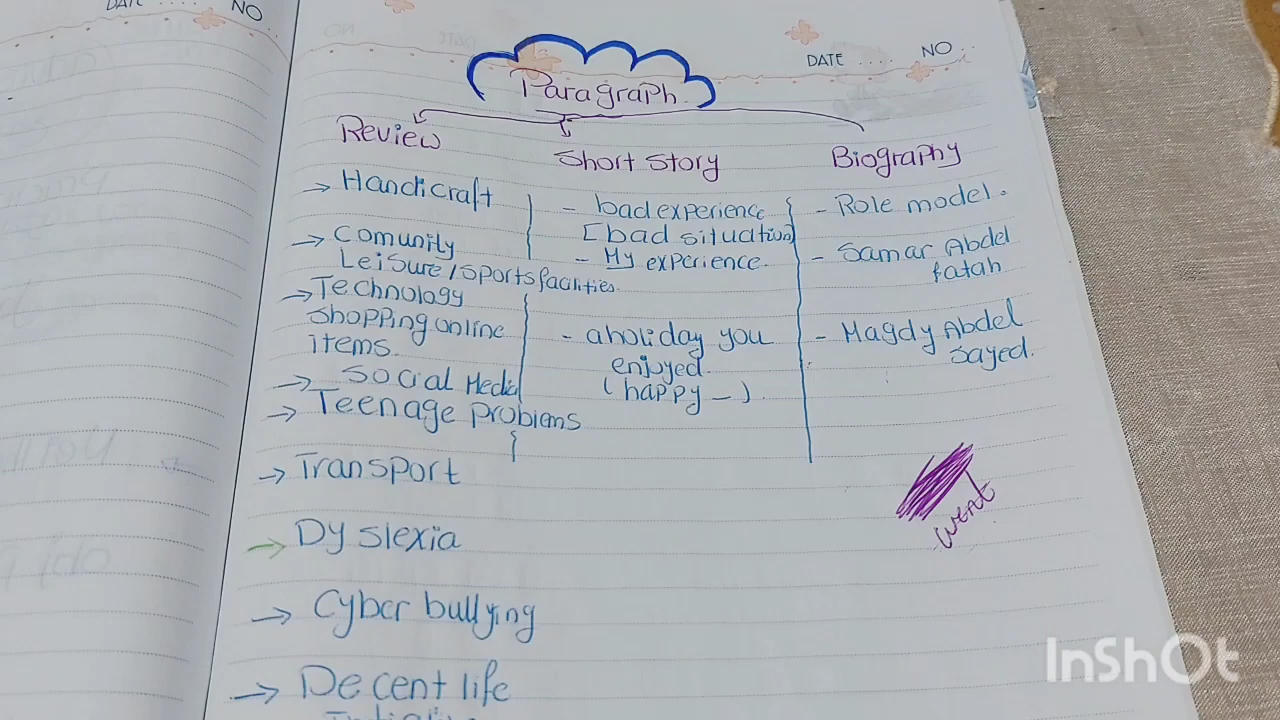 DATE .... NO
DATE .... NO ..
Paragraph
Review
Short story
Biography
→ Handicraft
→ Comunity
Leisure / sports facilities.
→ Technology
shopping online
items.
→ Social Media
→ Teenage problems
→ Transport
→ Dyslexia
→ Cyber bullying
→ Decent life
- bad experience
[bad situation]
- My experience.
- a holiday you
enjoyed.
(happy _ ).
- Role model.
- Samar Abdel
fatah
- Magdy Abdel
Sayed.
went
InShOt